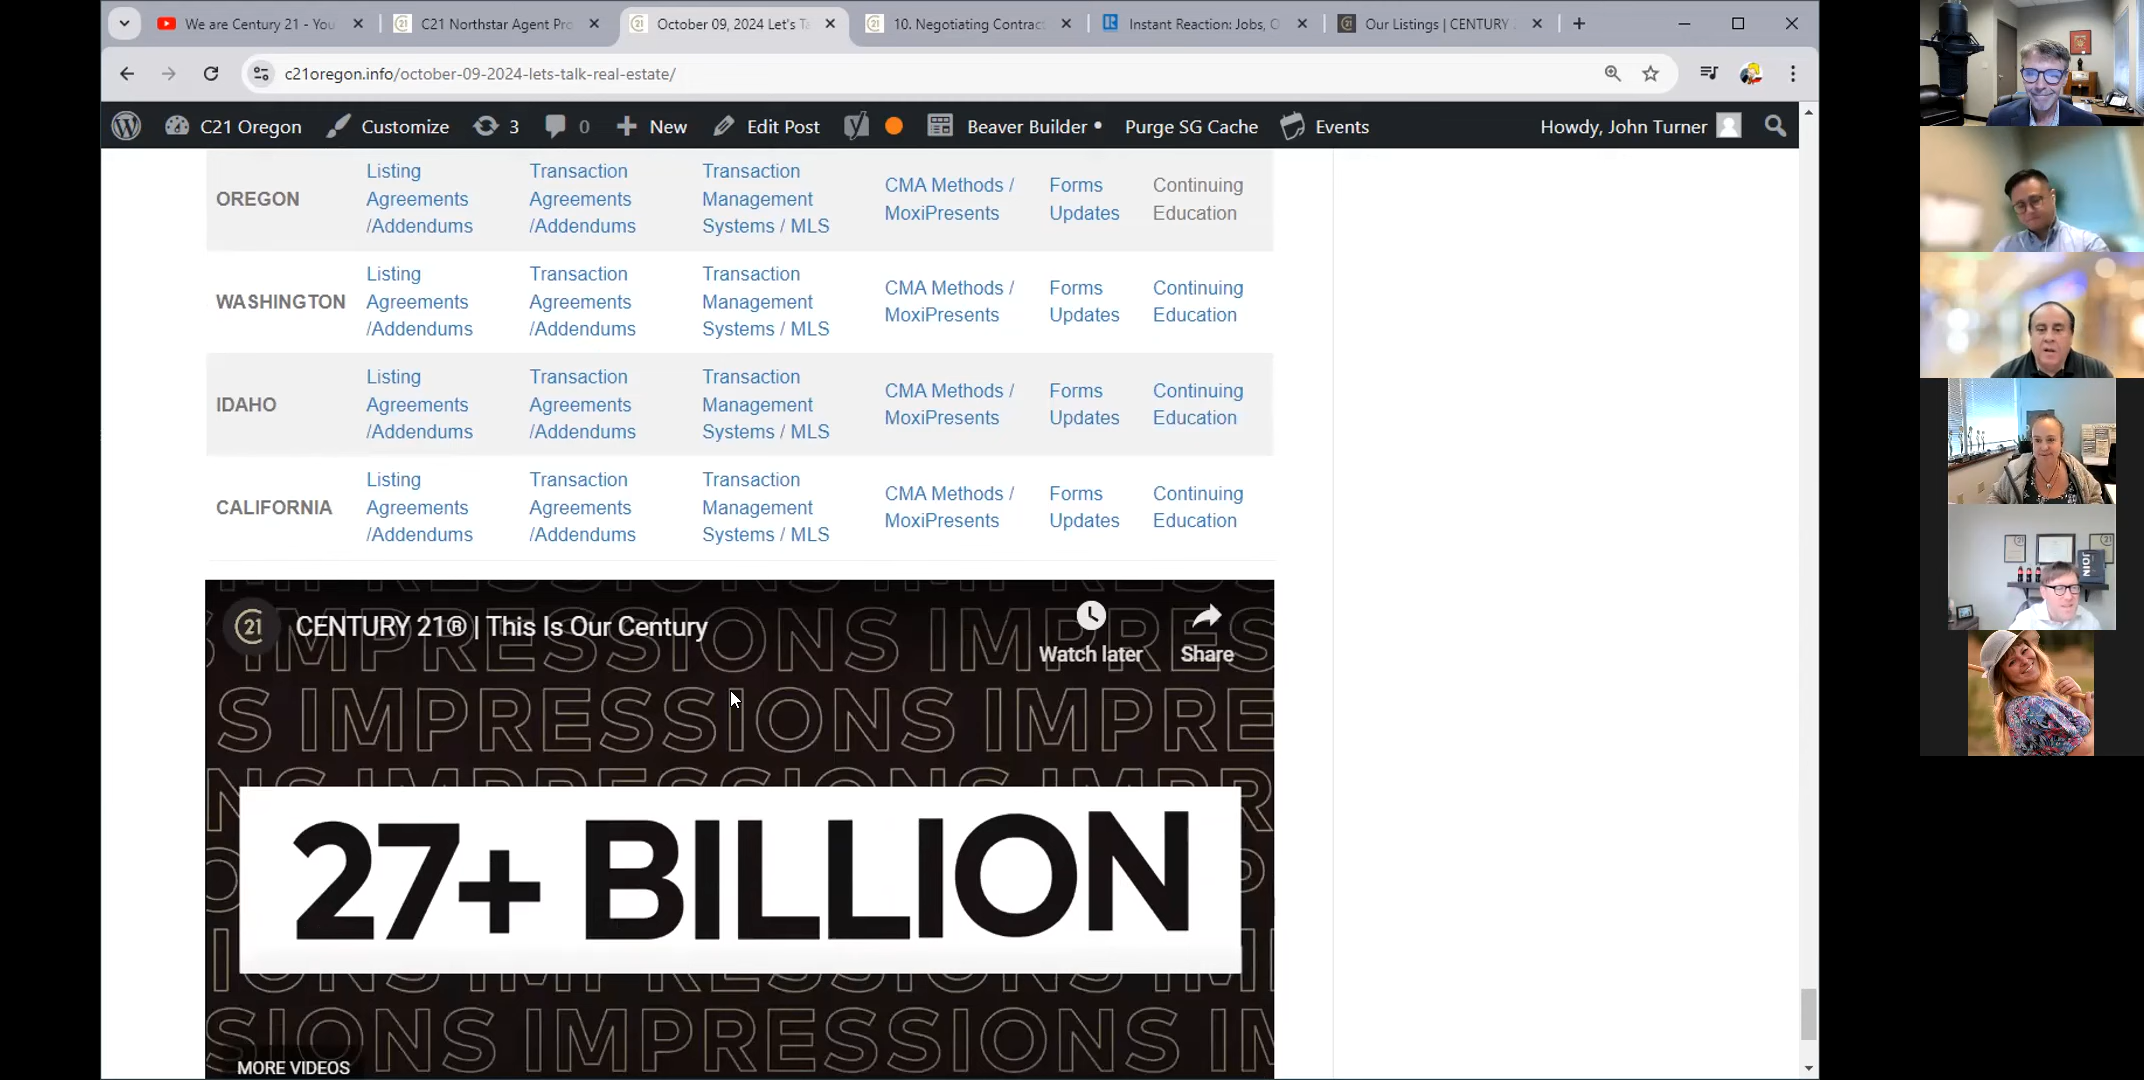 We are Century 21 - You
C21 Northstar Agent Pro
October 09, 2024 Let's Ta
10. Negotiating Contract
Instant Reaction: Jobs, O
Our Listings | CENTURY
c21oregon.info/october-09-2024-lets-talk-real-estate/
C21 Oregon
Customize
3
0
New
Edit Post
Beaver Builder
Purge SG Cache
Events
Howdy, John Turner
OREGON
Listing
Agreements
/Addendums
Transaction
Agreements
/Addendums
Transaction
Management
Systems / MLS
CMA Methods /
MoxiPresents
Forms
Updates
Continuing
Education
WASHINGTON
Listing
Agreements
/Addendums
Transaction
Agreements
/Addendums
Transaction
Management
Systems / MLS
CMA Methods /
MoxiPresents
Forms
Updates
Continuing
Education
IDAHO
Listing
Agreements
/Addendums
Transaction
Agreements
/Addendums
Transaction
Management
Systems / MLS
CMA Methods /
MoxiPresents
Forms
Updates
Continuing
Education
CALIFORNIA
Listing
Agreements
/Addendums
Transaction
Agreements
/Addendums
Transaction
Management
Systems / MLS
CMA Methods /
MoxiPresents
Forms
Updates
Continuing
Education
21
CENTURY 21® | This Is Our Century
Watch later
Share
IMPRESSIONS IMPRES
S IMPRESSIONS IMPRE
27+ BILLION
SIONS IMPRESSIONS IM
MORE VIDEOS
JOIN